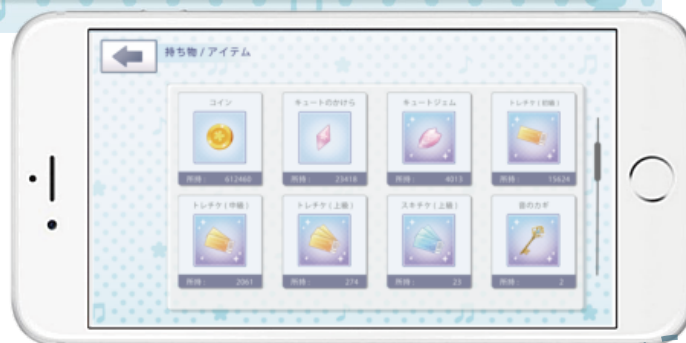 持ち物/アイテム
コイン
キュートのかけら
キュートジェム
トレチケ(初級)
所持: 612460
所持: 23418
所持: 4013
所持: 15624
トレチケ(中級)
トレチケ(上級)
スキチケ(上級)
音のカギ
所持: 2061
所持: 274
所持: 23
所持: 2